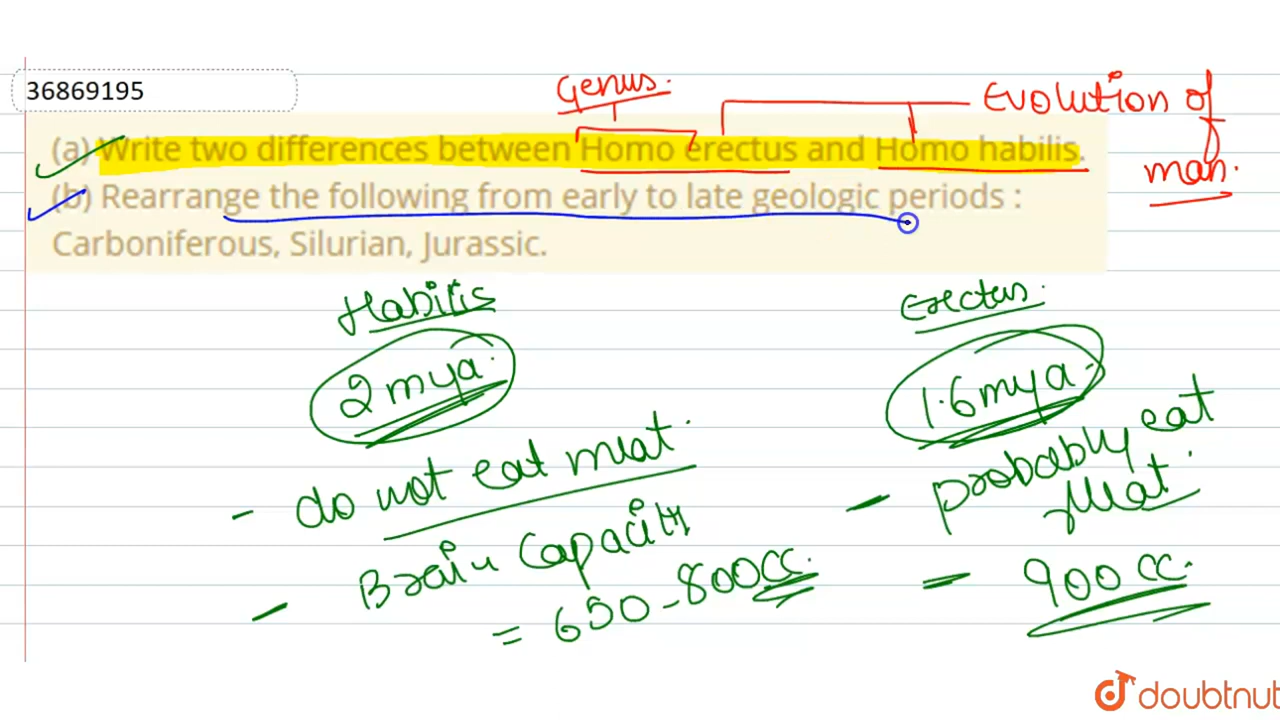 36869195
Genus.
Evolution of man.
(a) Write two differences between Homo erectus and Homo habilis.
(b) Rearrange the following from early to late geologic periods :
Carboniferous, Silurian, Jurassic.
Habilis
2 mya.
- do not eat meat.
- Brain Capacity
= 650-800 cc.
Erectus.
1.6 mya.
- probably eat
Meat.
= 900 cc.
doubtnut